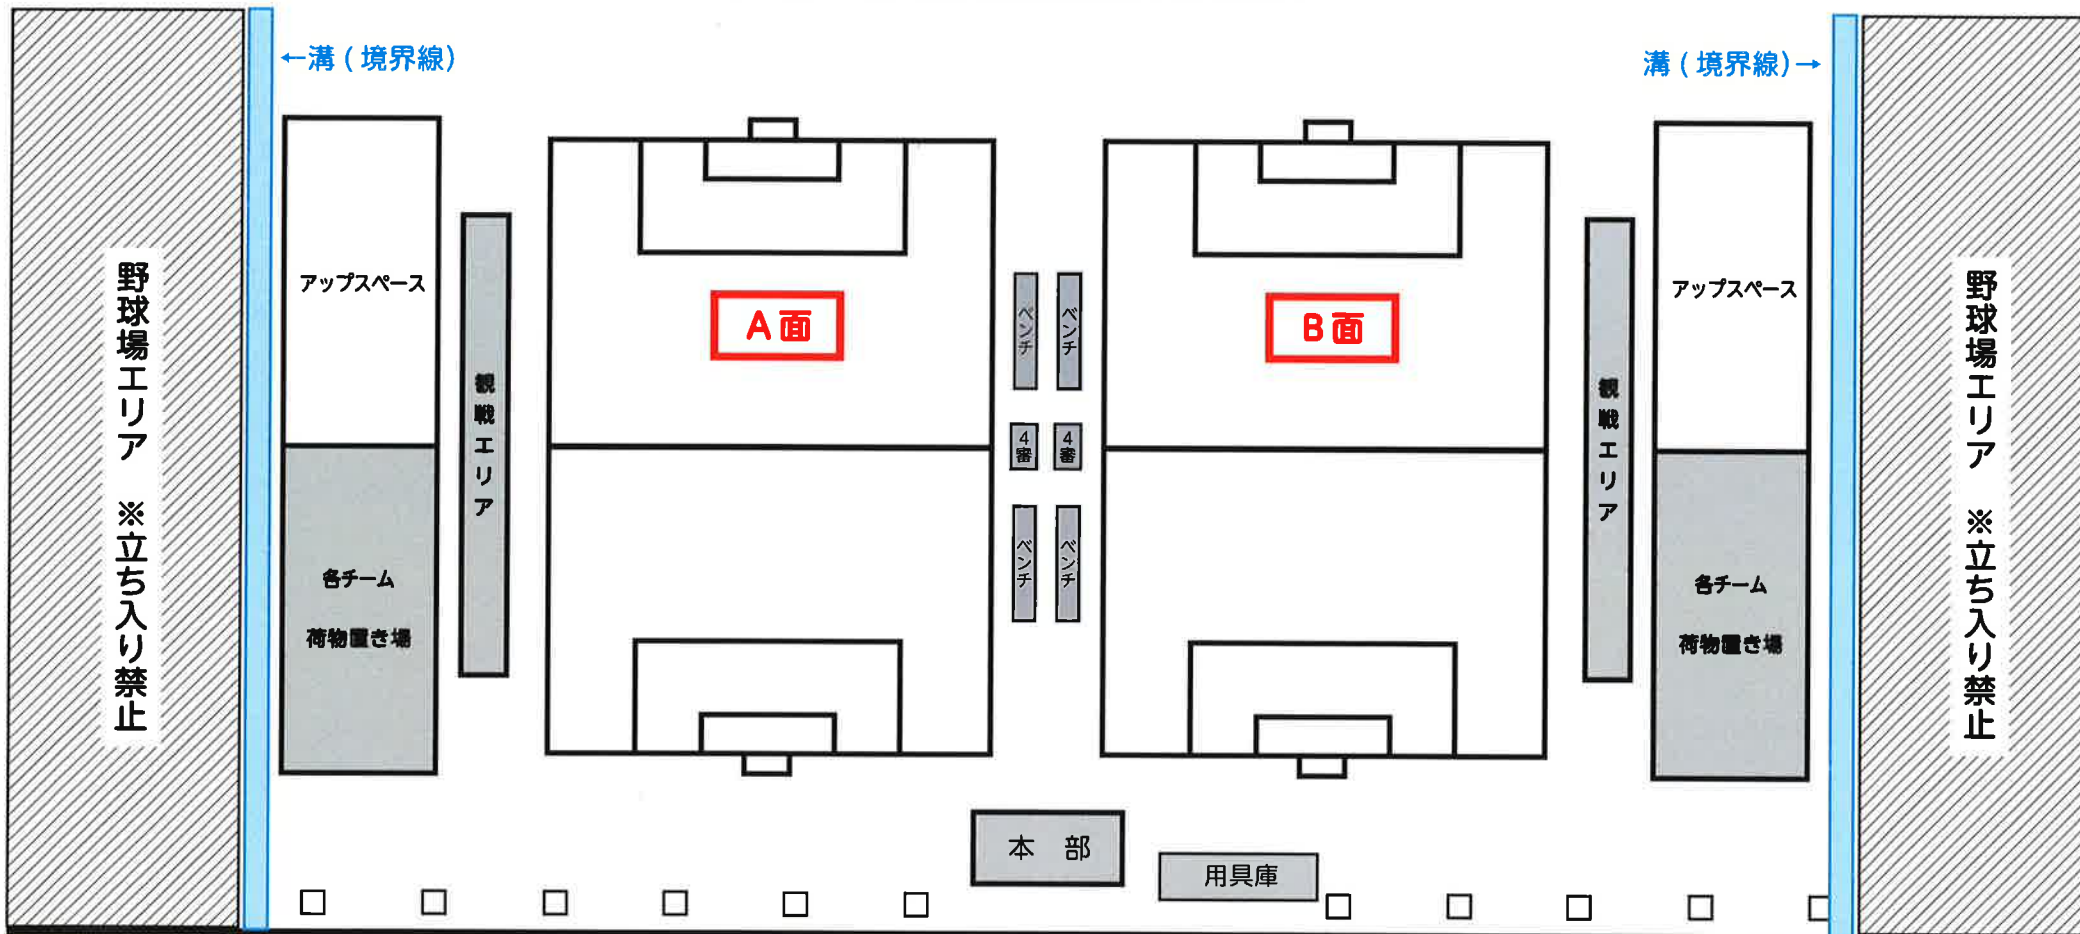 ←溝(境界線)
溝(境界線)→
野球場エリア ※立ち入り禁止
アップスペース
各チーム
荷物置き場
観戦エリア
A面
ベンチ
ベンチ
4審
4審
ベンチ
ベンチ
B面
観戦エリア
アップスペース
各チーム
荷物置き場
野球場エリア ※立ち入り禁止
本 部
用具庫